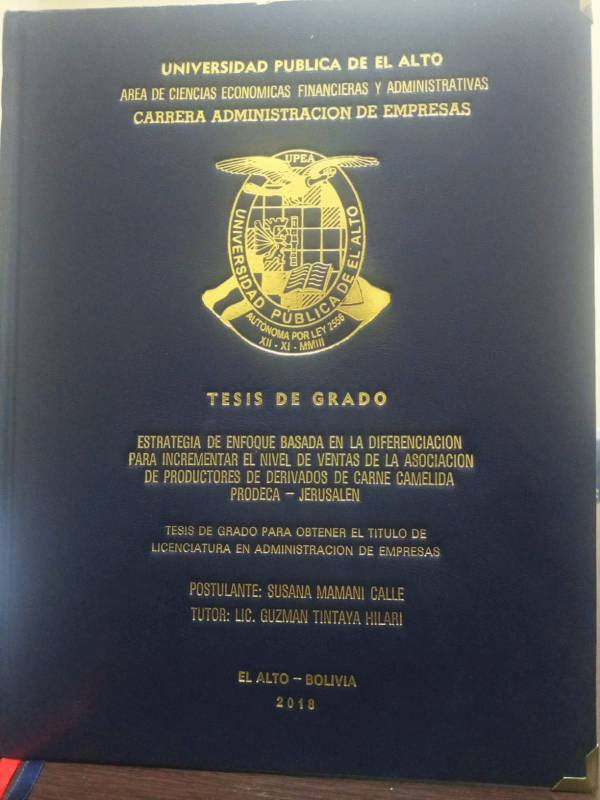 UNIVERSIDAD PUBLICA DE EL ALTO
AREA DE CIENCIAS ECONOMICAS FINANCIERAS Y ADMINISTRATIVAS
CARRERA ADMINISTRACION DE EMPRESAS
UPEA
UNIVERSIDAD PÚBLICA DE EL ALTO
AUTÓNOMA POR LEY 2556
XII - XI - MMIII
TESIS DE GRADO
ESTRATEGIA DE ENFOQUE BASADA EN LA DIFERENCIACION
PARA INCREMENTAR EL NIVEL DE VENTAS DE LA ASOCIACION
DE PRODUCTORES DE DERIVADOS DE CARNE CAMELIDA
PRODECA – JERUSALEN
TESIS DE GRADO PARA OBTENER EL TITULO DE
LICENCIATURA EN ADMINISTRACION DE EMPRESAS
POSTULANTE: SUSANA MAMANI CALLE
TUTOR: LIC. GUZMAN TINTAYA HILARI
EL ALTO – BOLIVIA
2018